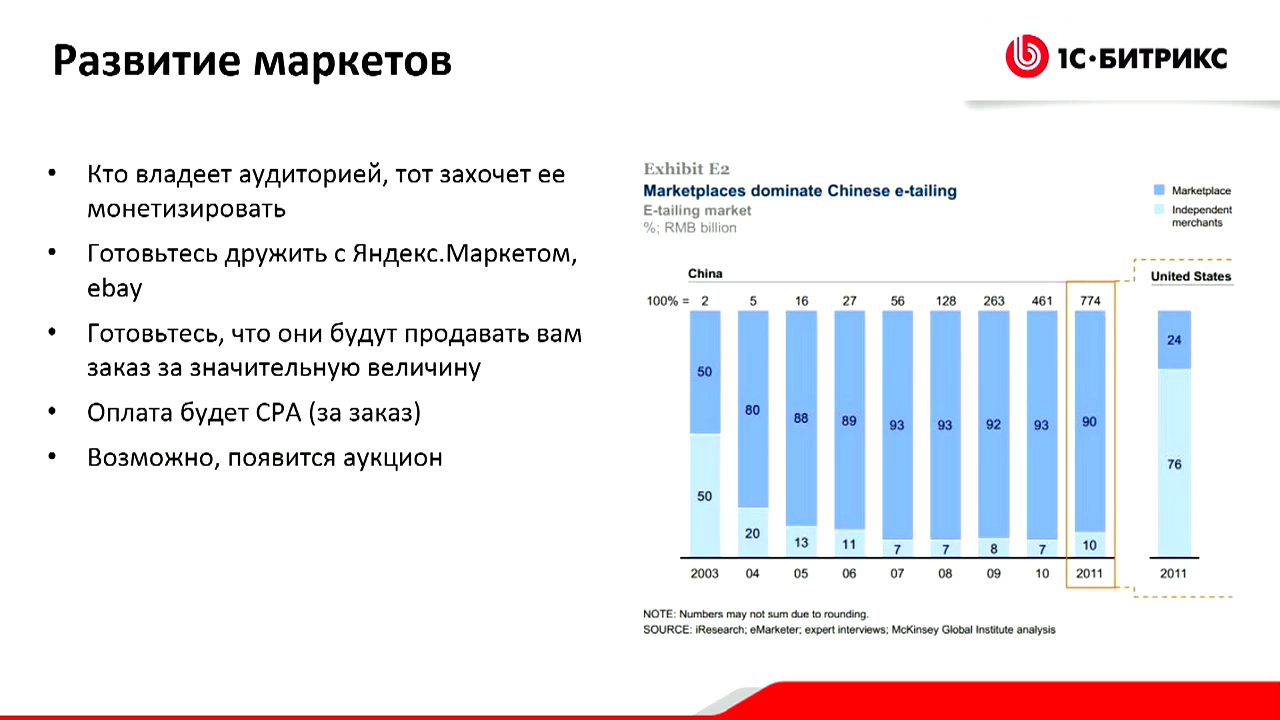 Развитие маркетов
1С·БИТРИКС
• Кто владеет аудиторией, тот захочет ее
монетизировать
• Готовьтесь дружить с Яндекс.Маркетом,
ebay
• Готовьтесь, что они будут продавать вам
заказ за значительную величину
• Оплата будет CPA (за заказ)
• Возможно, появится аукцион
Exhibit E2
Marketplaces dominate Chinese e-tailing
E-tailing market
%; RMB billion
Marketplace
Independent
merchants
China
United States
100% = 2 5 16 27 56 128 263 461 774
50 80 88 89 93 93 92 93 90 24
50 20 13 11 7 7 8 7 10 76
2003 04 05 06 07 08 09 10 2011 2011
NOTE: Numbers may not sum due to rounding.
SOURCE: iResearch; eMarketer; expert interviews; McKinsey Global Institute analysis